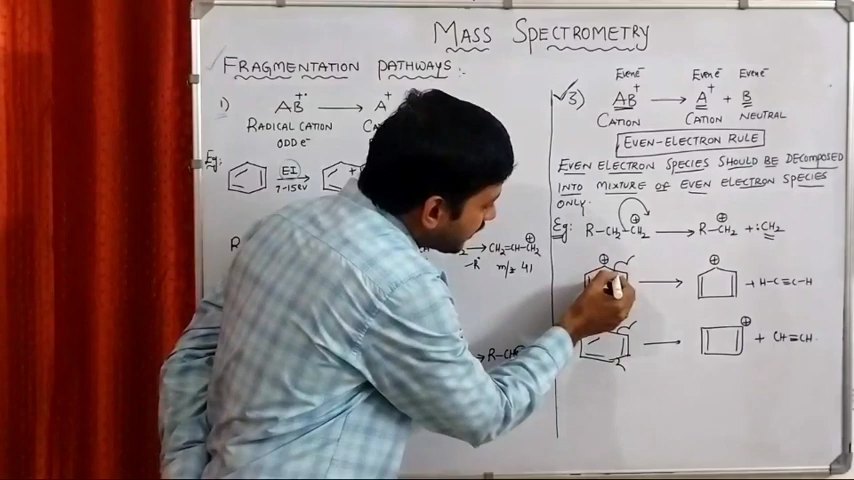 MASS SPECTROMETRY
FRAGMENTATION PATHWAYS :-
1) AB+• → A+
RADICAL CATION
ODD e-
Eg:
EI
7-15eV
CH2=CH-CH2 ⊕
-R• m/z 41
→ R-CH
3) Even e- Even e- Even e-
AB+ → A+ + B
CATION CATION NEUTRAL
EVEN-ELECTRON RULE
EVEN ELECTRON SPECIES SHOULD BE DECOMPOSED
INTO MIXTURE OF EVEN ELECTRON SPECIES
ONLY.
Eg: R-CH2-CH2 ⊕ → R-CH2 ⊕ + :CH2
⊕ → ⊕ + H-C≡C-H
→ ⊕ + CH≡CH.